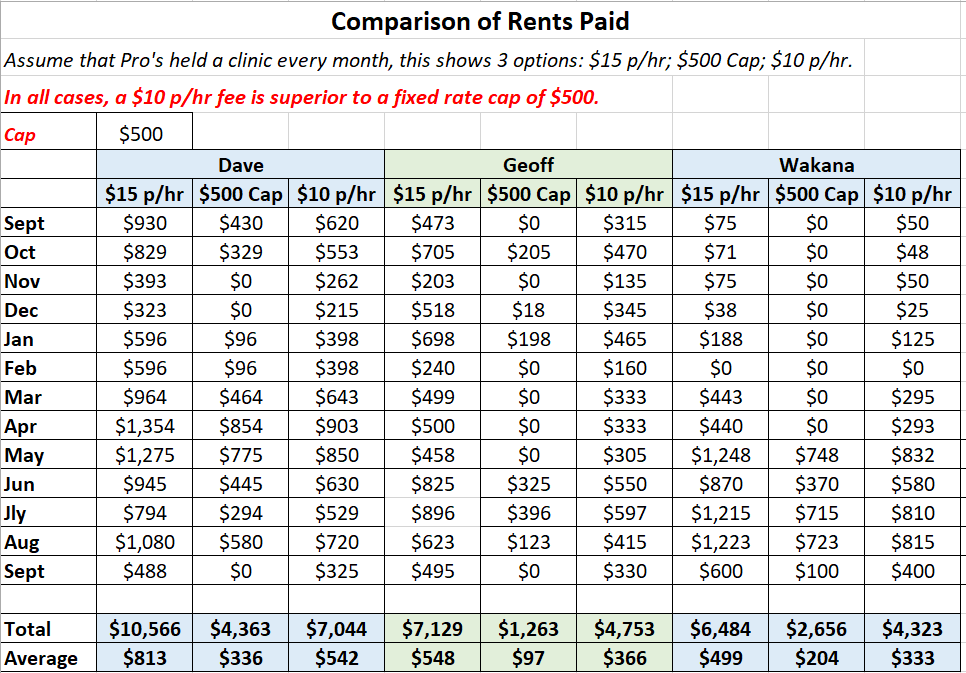 Comparison of Rents Paid
Assume that Pro's held a clinic every month, this shows 3 options: $15 p/hr; $500 Cap; $10 p/hr.
In all cases, a $10 p/hr fee is superior to a fixed rate cap of $500.
Cap $500
Dave Geoff Wakana
$15 p/hr $500 Cap $10 p/hr $15 p/hr $500 Cap $10 p/hr $15 p/hr $500 Cap $10 p/hr
Sept $930 $430 $620 $473 $0 $315 $75 $0 $50
Oct $829 $329 $553 $705 $205 $470 $71 $0 $48
Nov $393 $0 $262 $203 $0 $135 $75 $0 $50
Dec $323 $0 $215 $518 $18 $345 $38 $0 $25
Jan $596 $96 $398 $698 $198 $465 $188 $0 $125
Feb $596 $96 $398 $240 $0 $160 $0 $0 $0
Mar $964 $464 $643 $499 $0 $333 $443 $0 $295
Apr $1,354 $854 $903 $500 $0 $333 $440 $0 $293
May $1,275 $775 $850 $458 $0 $305 $1,248 $748 $832
Jun $945 $445 $630 $825 $325 $550 $870 $370 $580
Jly $794 $294 $529 $896 $396 $597 $1,215 $715 $810
Aug $1,080 $580 $720 $623 $123 $415 $1,223 $723 $815
Sept $488 $0 $325 $495 $0 $330 $600 $100 $400
Total $10,566 $4,363 $7,044 $7,129 $1,263 $4,753 $6,484 $2,656 $4,323
Average $813 $336 $542 $548 $97 $366 $499 $204 $333